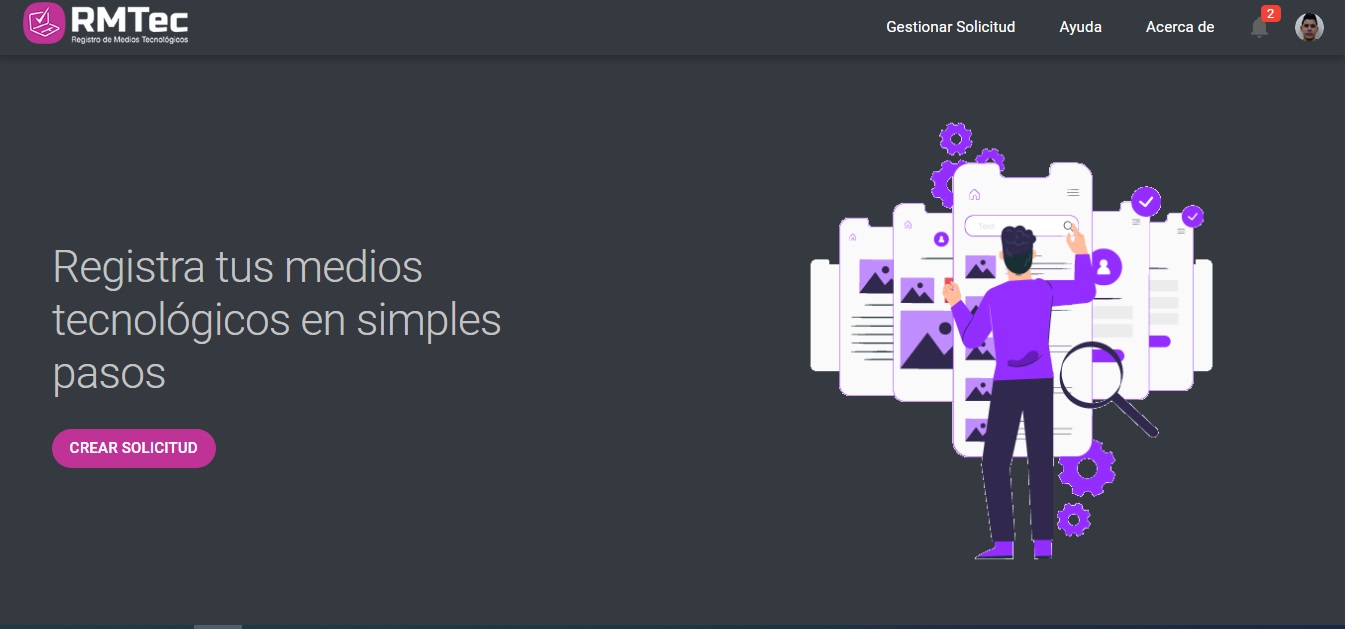 RMTec
Registro de Medios Tecnológicos
Gestionar Solicitud
Ayuda
Acerca de
2
Text
Registra tus medios
tecnológicos en simples
pasos
CREAR SOLICITUD